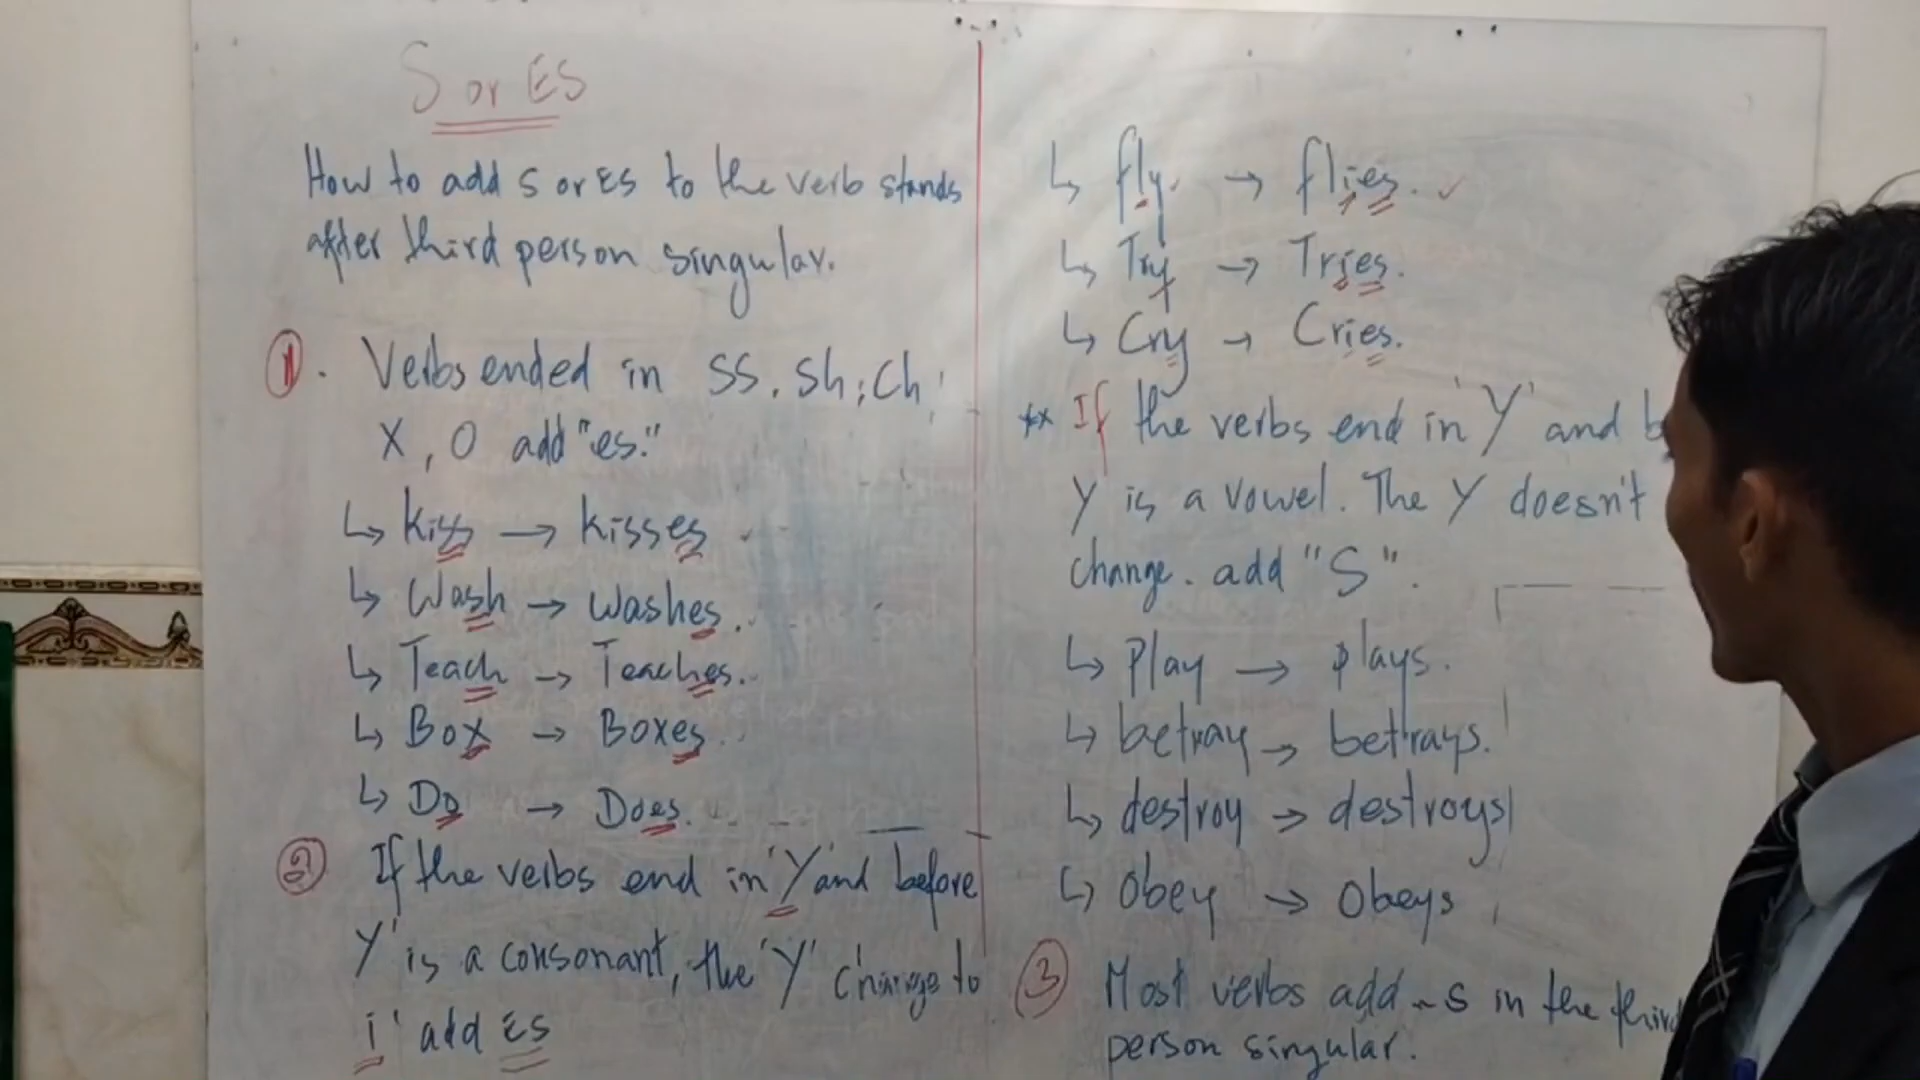 S or ES
How to add S or ES to the verb stands
after third person singular.
1. Verbs ended in SS, Sh; Ch;
X, O add "es."
↳ kiss → kisses
↳ Wash → washes.
↳ Teach → Teaches.
↳ Box → Boxes.
↳ Do → Does.
2 If the verbs end in 'Y' and before
Y' is a consonant, the 'Y' change to
i' add ES
↳ fly. → flies.
↳ Try → Tries.
↳ Cry → Cries.
** If the verbs end in 'Y' and
Y is a vowel. The Y doesn't
change. add "S".
↳ Play → plays.
↳ betray → betrays.
↳ destroy → destroys
↳ Obey → Obeys
3 Most verbs add -s in the third
person singular.